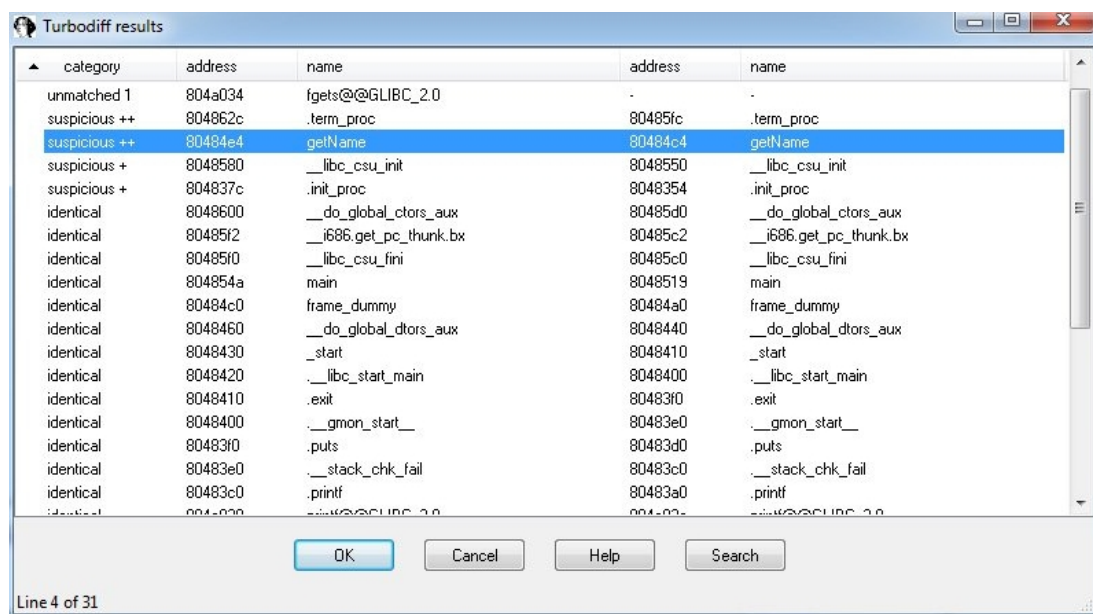 Turbodiff results
category address name address name
unmatched 1 804a034 fgets@@GLIBC_2.0 - -
suspicious ++ 804862c .term_proc 80485fc .term_proc
suspicious ++ 80484e4 getName 80484c4 getName
suspicious + 8048580 __libc_csu_init 8048550 __libc_csu_init
suspicious + 804837c .init_proc 8048354 .init_proc
identical 8048600 __do_global_ctors_aux 80485d0 __do_global_ctors_aux
identical 80485f2 __i686.get_pc_thunk.bx 80485c2 __i686.get_pc_thunk.bx
identical 80485f0 __libc_csu_fini 80485c0 __libc_csu_fini
identical 804854a main 8048519 main
identical 80484c0 frame_dummy 80484a0 frame_dummy
identical 8048460 __do_global_dtors_aux 8048440 __do_global_dtors_aux
identical 8048430 _start 8048410 _start
identical 8048420 .__libc_start_main 8048400 .__libc_start_main
identical 8048410 .exit 80483f0 .exit
identical 8048400 .__gmon_start__ 80483e0 .__gmon_start__
identical 80483f0 .puts 80483d0 .puts
identical 80483e0 .__stack_chk_fail 80483c0 .__stack_chk_fail
identical 80483c0 .printf 80483a0 .printf
OK Cancel Help Search
Line 4 of 31